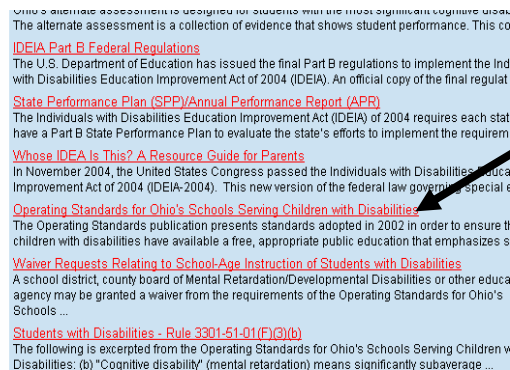 Ohio's alternate assessment is designed for students with the most significant cognitive disab
The alternate assessment is a collection of evidence that shows student performance. This co
IDEIA Part B Federal Regulations
The U.S. Department of Education has issued the final Part B regulations to implement the Ind
with Disabilities Education Improvement Act of 2004 (IDEIA). An official copy of the final regulat
State Performance Plan (SPP)/Annual Performance Report (APR)
The Individuals with Disabilities Education Improvement Act (IDEIA) of 2004 requires each stat
have a Part B State Performance Plan to evaluate the state's efforts to implement the requirem
Whose IDEA Is This? A Resource Guide for Parents
In November 2004, the United States Congress passed the Individuals with Disabilities Educa
Improvement Act of 2004 (IDEIA-2004). This new version of the federal law governing special e
Operating Standards for Ohio's Schools Serving Children with Disabilities
The Operating Standards publication presents standards adopted in 2002 in order to ensure th
children with disabilities have available a free, appropriate public education that emphasizes s
Waiver Requests Relating to School-Age Instruction of Students with Disabilities
A school district, county board of Mental Retardation/Developmental Disabilities or other educa
agency may be granted a waiver from the requirements of the Operating Standards for Ohio's
Schools ...
Students with Disabilities - Rule 3301-51-01(F)(3)(b)
The following is excerpted from the Operating Standards for Ohio's Schools Serving Children w
Disabilities: (b) "Cognitive disability" (mental retardation) means significantly subaverage ...